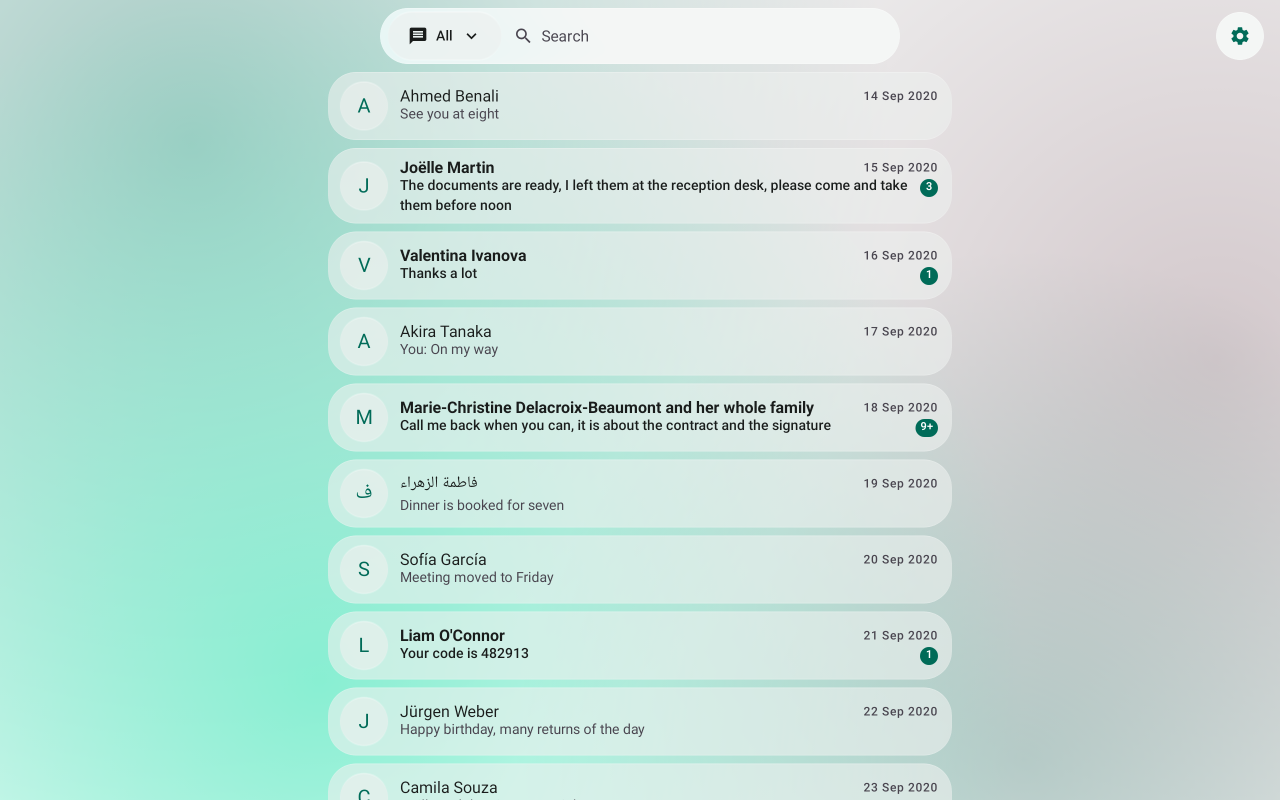 All
Search
A
Ahmed Benali
14 Sep 2020
See you at eight
J
Joëlle Martin
15 Sep 2020
The documents are ready, I left them at the reception desk, please come and take
3
them before noon
V
Valentina Ivanova
16 Sep 2020
Thanks a lot
1
A
Akira Tanaka
17 Sep 2020
You: On my way
M
Marie-Christine Delacroix-Beaumont and her whole family
18 Sep 2020
Call me back when you can, it is about the contract and the signature
9+
ف
فاطمة الزهراء
19 Sep 2020
Dinner is booked for seven
S
Sofía García
20 Sep 2020
Meeting moved to Friday
L
Liam O'Connor
21 Sep 2020
Your code is 482913
1
J
Jürgen Weber
22 Sep 2020
Happy birthday, many returns of the day
C
Camila Souza
23 Sep 2020